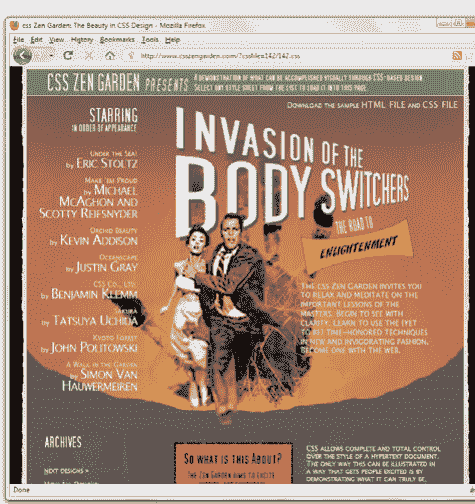 css Zen Garden: The Beauty in CSS Design - Mozilla Firefox
File Edit View History Bookmarks Tools Help
http://www.csszengarden.com/?cssfile=142/142.css
CSS ZEN GARDEN PRESENTS
A DEMONSTRATION OF WHAT CAN BE ACCOMPLISHED VISUALLY THROUGH CSS-BASED DESIGN.
SELECT ANY STYLE SHEET FROM THE LIST TO LOAD IT INTO THIS PAGE.
DOWNLOAD THE SAMPLE HTML FILE AND CSS FILE
STARRING
IN ORDER OF APPEARANCE
UNDER THE SEA!
by ERIC STOLTZ
MAKE 'EM PROUD
by MICHAEL
MCAGHON AND
SCOTTY REIFSNYDER
ORCHID BEAUTY
by KEVIN ADDISON
OCEANSCAPE
by JUSTIN GRAY
CSS CO., LTD.
by BENJAMIN KLEMM
SAKURA
by TATSUYA UCHIDA
KYOTO FOREST
by JOHN POLITOWSKI
A WALK IN THE GARDEN
by SIMON VAN
HAUWERMEIREN
INVASION OF THE
BODY SWITCHERS
THE ROAD TO
ENLIGHTENMENT
THE CSS ZEN GARDEN INVITES YOU
TO RELAX AND MEDITATE ON THE
IMPORTANT LESSONS OF THE
MASTERS. BEGIN TO SEE WITH
CLARITY. LEARN TO USE THE (YET
TO BE) TIME-HONORED TECHNIQUES
IN NEW AND INVIGORATING FASHION.
BECOME ONE WITH THE WEB.
ARCHIVES
NEXT DESIGNS »
SO WHAT IS THIS ABOUT?
THE ZEN GARDEN AIMS TO EXCITE
CSS ALLOWS COMPLETE AND TOTAL CONTROL
OVER THE STYLE OF A HYPERTEXT DOCUMENT.
THE ONLY WAY THIS CAN BE ILLUSTRATED IN
A WAY THAT GETS PEOPLE EXCITED IS BY
DEMONSTRATING WHAT IT CAN TRULY BE,
Done